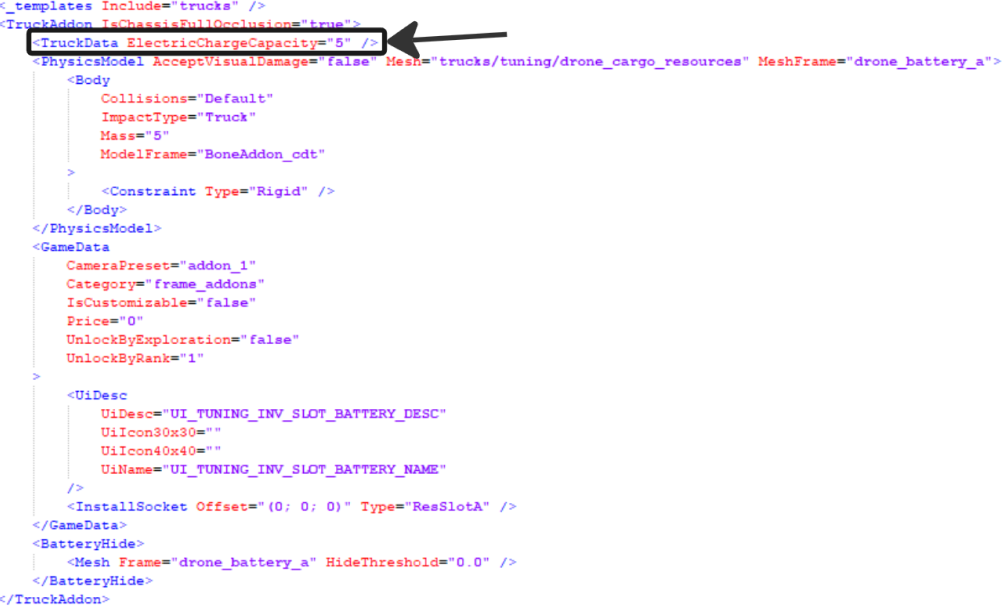 <_templates Include="trucks" />
<TruckAddon IsChassisFullOcclusion="true">
<TruckData ElectricChargeCapacity="5" />
<PhysicsModel AcceptVisualDamage="false" Mesh="trucks/tuning/drone_cargo_resources" MeshFrame="drone_battery_a">
<Body
Collisions="Default"
ImpactType="Truck"
Mass="5"
ModelFrame="BoneAddon_cdt"
>
<Constraint Type="Rigid" />
</Body>
</PhysicsModel>
<GameData
CameraPreset="addon_1"
Category="frame_addons"
IsCustomizable="false"
Price="0"
UnlockByExploration="false"
UnlockByRank="1"
>
<UiDesc
UiDesc="UI_TUNING_INV_SLOT_BATTERY_DESC"
UiIcon30x30=""
UiIcon40x40=""
UiName="UI_TUNING_INV_SLOT_BATTERY_NAME"
/>
<InstallSocket Offset="(0; 0; 0)" Type="ResSlotA" />
</GameData>
<BatteryHide>
<Mesh Frame="drone_battery_a" HideThreshold="0.0" />
</BatteryHide>
</TruckAddon>